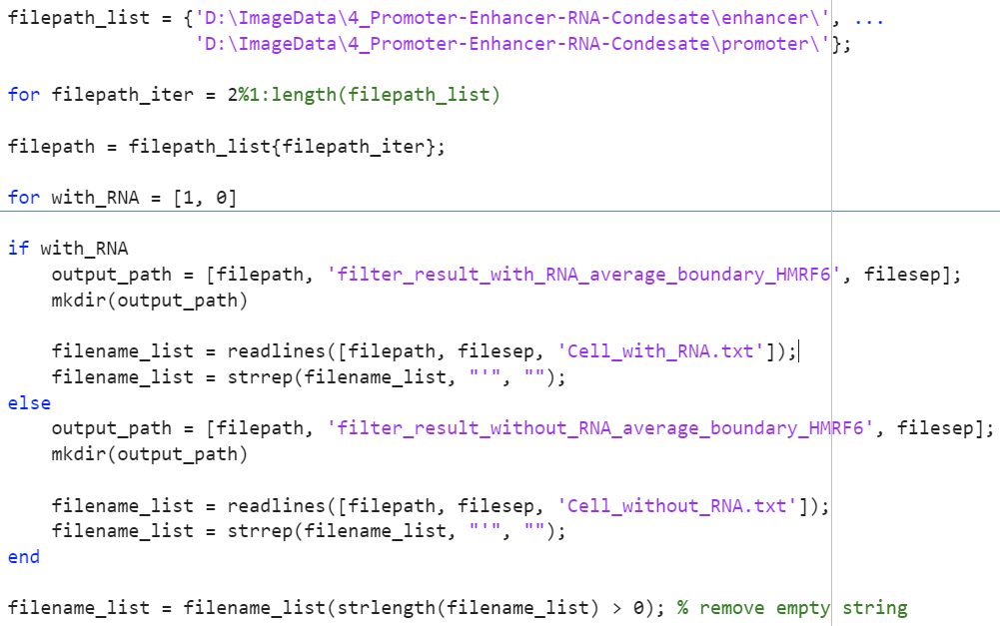 filepath_list = {'D:\ImageData\4_Promoter-Enhancer-RNA-Condesate\enhancer\', ...
                 'D:\ImageData\4_Promoter-Enhancer-RNA-Condesate\promoter\'};
for filepath_iter = 2%1:length(filepath_list)
filepath = filepath_list{filepath_iter};
for with_RNA = [1, 0]
if with_RNA
    output_path = [filepath, 'filter_result_with_RNA_average_boundary_HMRF6', filesep];
    mkdir(output_path)
    filename_list = readlines([filepath, filesep, 'Cell_with_RNA.txt']);
    filename_list = strrep(filename_list, "'", "");
else
    output_path = [filepath, 'filter_result_without_RNA_average_boundary_HMRF6', filesep];
    mkdir(output_path)
    filename_list = readlines([filepath, filesep, 'Cell_without_RNA.txt']);
    filename_list = strrep(filename_list, "'", "");
end
filename_list = filename_list(strlength(filename_list) > 0); % remove empty string